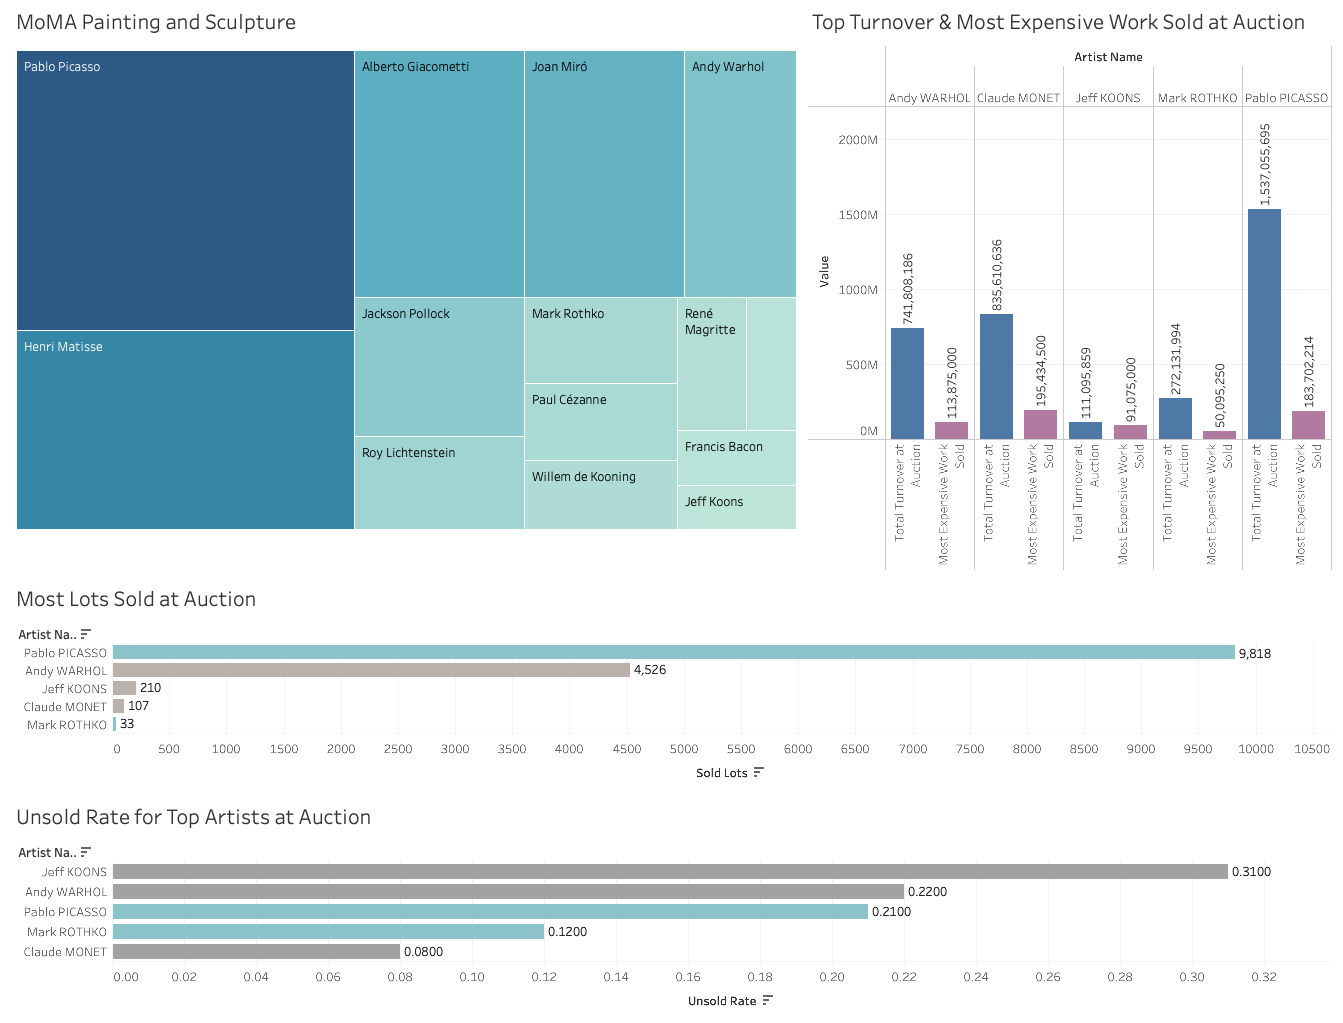 MoMA Painting and Sculpture
Pablo Picasso
Alberto Giacometti
Joan Miró
Andy Warhol
Jackson Pollock
Mark Rothko
René
Magritte
Henri Matisse
Paul Cézanne
Roy Lichtenstein
Francis Bacon
Willem de Kooning
Jeff Koons
Top Turnover & Most Expensive Work Sold at Auction
Artist Name
Andy WARHOL
Claude MONET
Jeff KOONS
Mark ROTHKO
Pablo PICASSO
Value
2000M
1500M
1000M
500M
0M
741,808,186
113,875,000
835,610,636
195,434,500
111,095,859
91,075,000
272,131,994
50,095,250
1,537,055,695
183,702,214
Total Turnover at
Auction
Most Expensive Work
Sold
Total Turnover at
Auction
Most Expensive Work
Sold
Total Turnover at
Auction
Most Expensive Work
Sold
Total Turnover at
Auction
Most Expensive Work
Sold
Total Turnover at
Auction
Most Expensive Work
Sold
Most Lots Sold at Auction
Artist Na..
Pablo PICASSO 9,818
Andy WARHOL 4,526
Jeff KOONS 210
Claude MONET 107
Mark ROTHKO 33
0 500 1000 1500 2000 2500 3000 3500 4000 4500 5000 5500 6000 6500 7000 7500 8000 8500 9000 9500 10000 10500
Sold Lots
Unsold Rate for Top Artists at Auction
Artist Na..
Jeff KOONS 0.3100
Andy WARHOL 0.2200
Pablo PICASSO 0.2100
Mark ROTHKO 0.1200
Claude MONET 0.0800
0.00 0.02 0.04 0.06 0.08 0.10 0.12 0.14 0.16 0.18 0.20 0.22 0.24 0.26 0.28 0.30 0.32
Unsold Rate